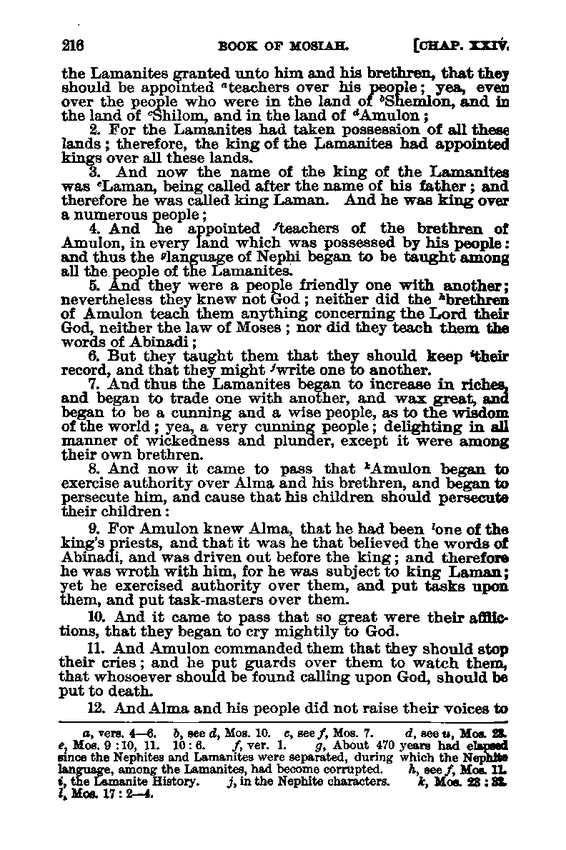 216 BOOK OF MOSIAH. [CHAP. XXIV.
the Lamanites granted unto him and his brethren, that they
should be appointed ᵃteachers over his people; yea, even
over the people who were in the land of ᵇShemlon, and in
the land of ᶜShilom, and in the land of ᵈAmulon;
2. For the Lamanites had taken possession of all these
lands; therefore, the king of the Lamanites had appointed
kings over all these lands.
3. And now the name of the king of the Lamanites
was ᵉLaman, being called after the name of his father; and
therefore he was called king Laman. And he was king over
a numerous people;
4. And he appointed ᶠteachers of the brethren of
Amulon, in every land which was possessed by his people:
and thus the ᵍlanguage of Nephi began to be taught among
all the people of the Lamanites.
5. And they were a people friendly one with another;
nevertheless they knew not God; neither did the ʰbrethren
of Amulon teach them anything concerning the Lord their
God, neither the law of Moses; nor did they teach them the
words of Abinadi;
6. But they taught them that they should keep ⁱtheir
record, and that they might ʲwrite one to another.
7. And thus the Lamanites began to increase in riches,
and began to trade one with another, and wax great, and
began to be a cunning and a wise people, as to the wisdom
of the world; yea, a very cunning people; delighting in all
manner of wickedness and plunder, except it were among
their own brethren.
8. And now it came to pass that ᵏAmulon began to
exercise authority over Alma and his brethren, and began to
persecute him, and cause that his children should persecute
their children:
9. For Amulon knew Alma, that he had been ˡone of the
king's priests, and that it was he that believed the words of
Abinadi, and was driven out before the king; and therefore
he was wroth with him, for he was subject to king Laman;
yet he exercised authority over them, and put tasks upon
them, and put task-masters over them.
10. And it came to pass that so great were their afflic-
tions, that they began to cry mightily to God.
11. And Amulon commanded them that they should stop
their cries; and he put guards over them to watch them,
that whosoever should be found calling upon God, should be
put to death.
12. And Alma and his people did not raise their voices to
a, vers. 4—6. b, see d, Mos. 10. c, see f, Mos. 7. d, see u, Mos. 23.
e, Mos. 9:10, 11. 10:6. f, ver. 1. g, About 470 years had elapsed
since the Nephites and Lamanites were separated, during which the Nephite
language, among the Lamanites, had become corrupted. h, see f, Mos. 11.
i, the Lamanite History. j, in the Nephite characters. k, Mos. 23:32.
l, Mos. 17:2—4.